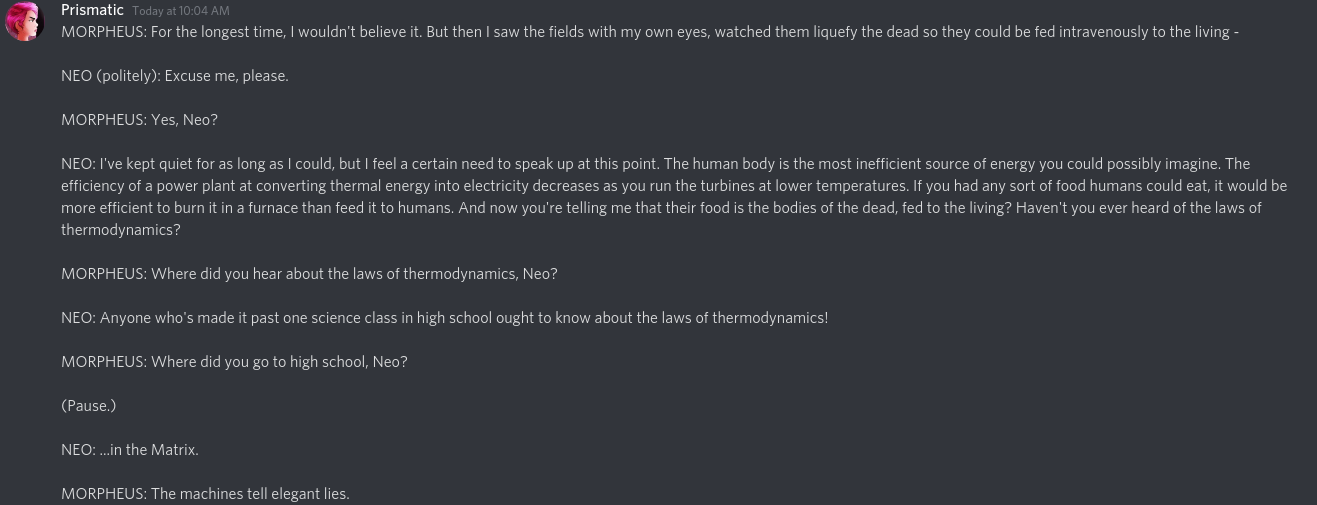 Prismatic Today at 10:04 AM
MORPHEUS: For the longest time, I wouldn't believe it. But then I saw the fields with my own eyes, watched them liquefy the dead so they could be fed intravenously to the living -
NEO (politely): Excuse me, please.
MORPHEUS: Yes, Neo?
NEO: I've kept quiet for as long as I could, but I feel a certain need to speak up at this point. The human body is the most inefficient source of energy you could possibly imagine. The
efficiency of a power plant at converting thermal energy into electricity decreases as you run the turbines at lower temperatures. If you had any sort of food humans could eat, it would be
more efficient to burn it in a furnace than feed it to humans. And now you're telling me that their food is the bodies of the dead, fed to the living? Haven't you ever heard of the laws of
thermodynamics?
MORPHEUS: Where did you hear about the laws of thermodynamics, Neo?
NEO: Anyone who's made it past one science class in high school ought to know about the laws of thermodynamics!
MORPHEUS: Where did you go to high school, Neo?
(Pause.)
NEO: ...in the Matrix.
MORPHEUS: The machines tell elegant lies.